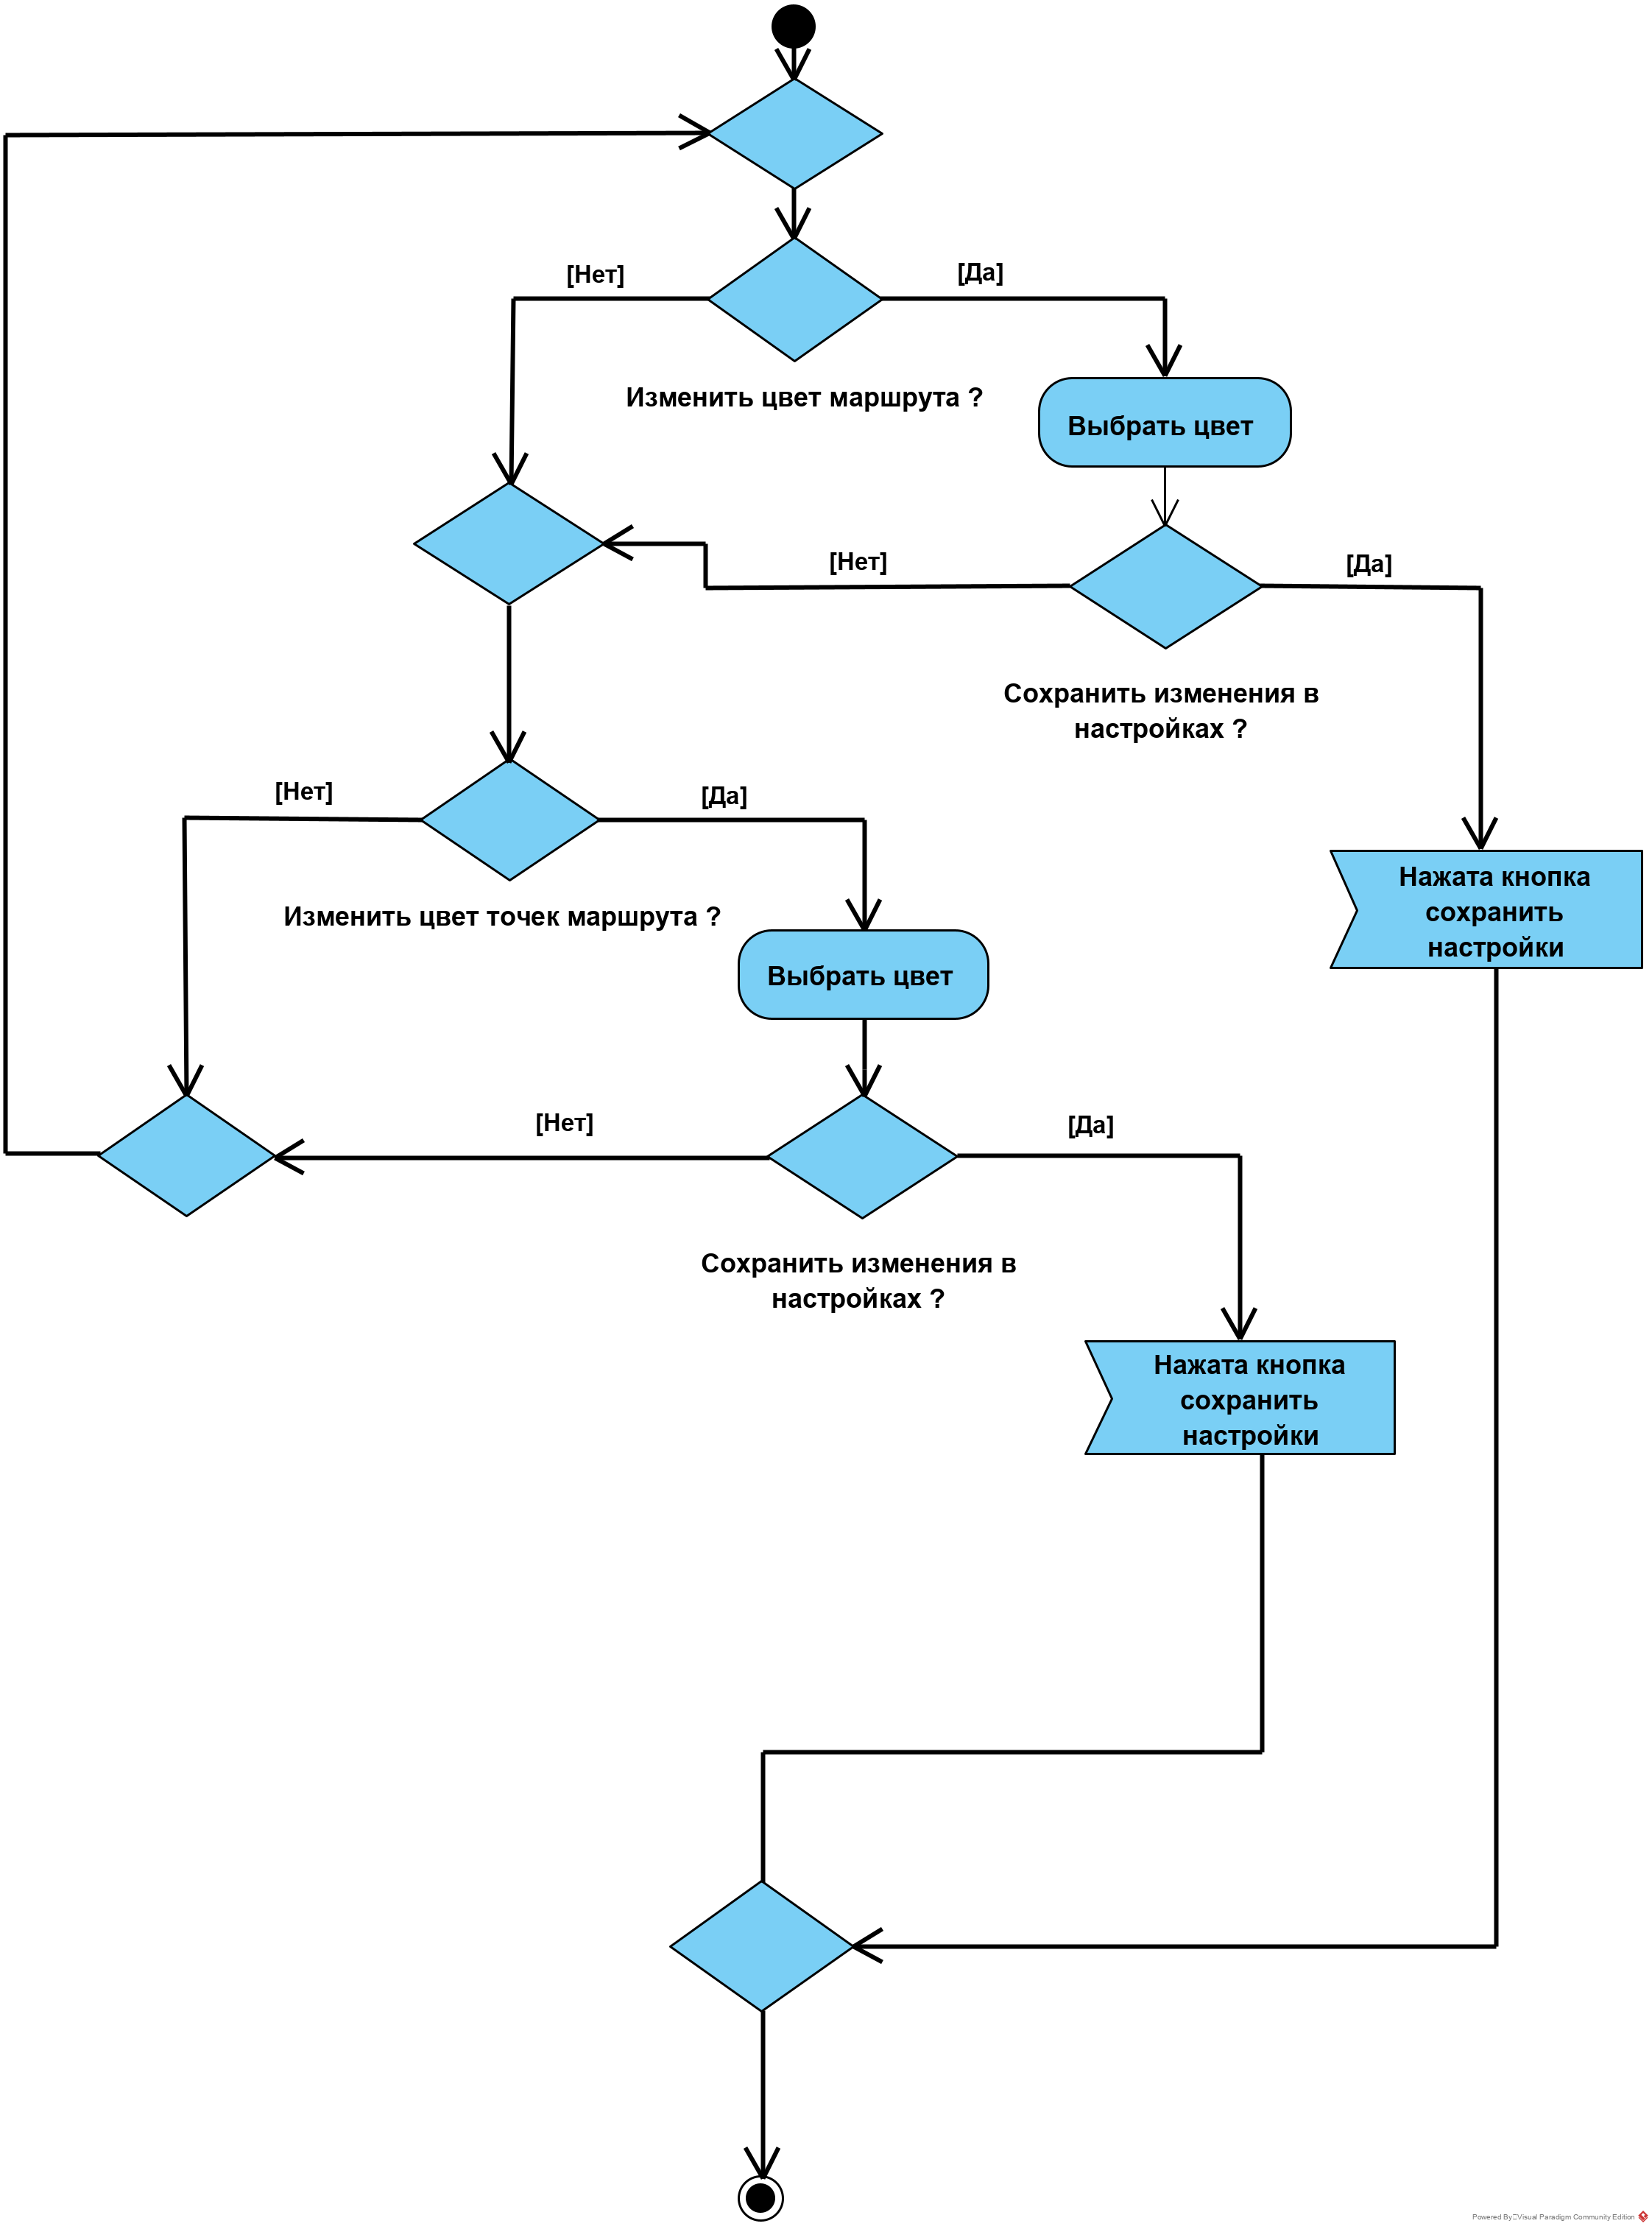 [Нет]
[Да]
Изменить цвет маршрута ?
Выбрать цвет
[Нет]
[Да]
Сохранить изменения в
настройках ?
[Нет]
[Да]
Нажата кнопка
сохранить
настройки
Изменить цвет точек маршрута ?
Выбрать цвет
[Нет]
[Да]
Сохранить изменения в
настройках ?
Нажата кнопка
сохранить
настройки
Powered By Visual Paradigm Community Edition